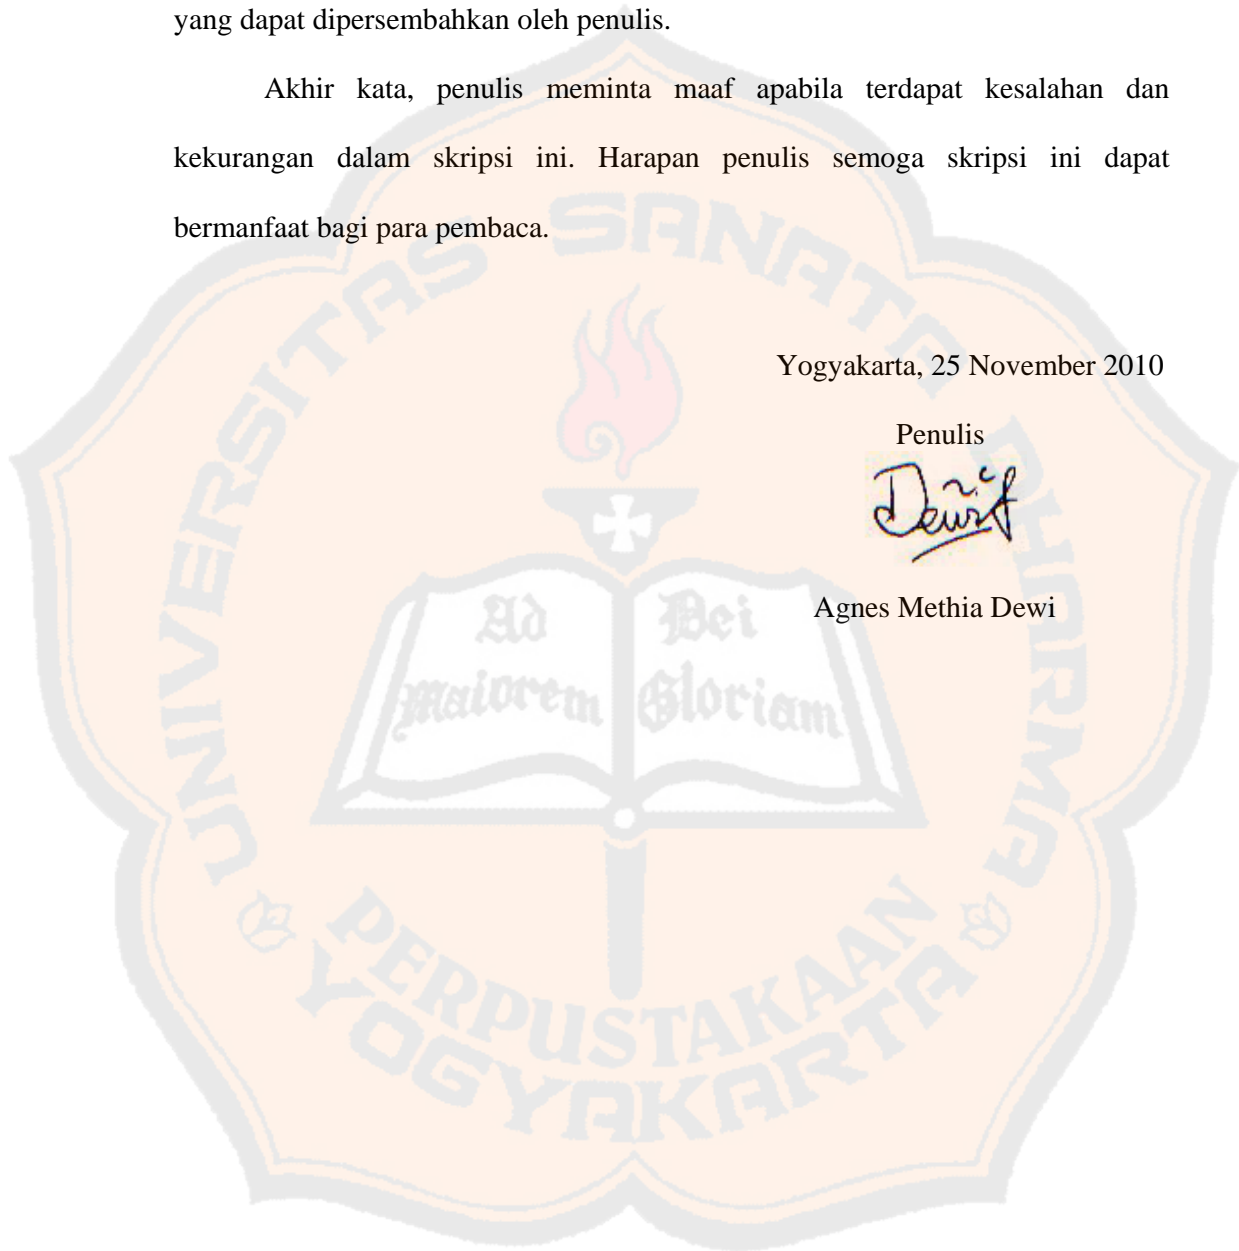 yang dapat dipersembahkan oleh penulis.
Akhir kata, penulis meminta maaf apabila terdapat kesalahan dan
kekurangan dalam skripsi ini. Harapan penulis semoga skripsi ini dapat
bermanfaat bagi para pembaca.
Yogyakarta, 25 November 2010
Penulis
Agnes Methia Dewi
UNIVERSITAS SANATA DHARMA
Ad Dei
Maiorem Gloriam
PERPUSTAKAAN
YOGYAKARTA